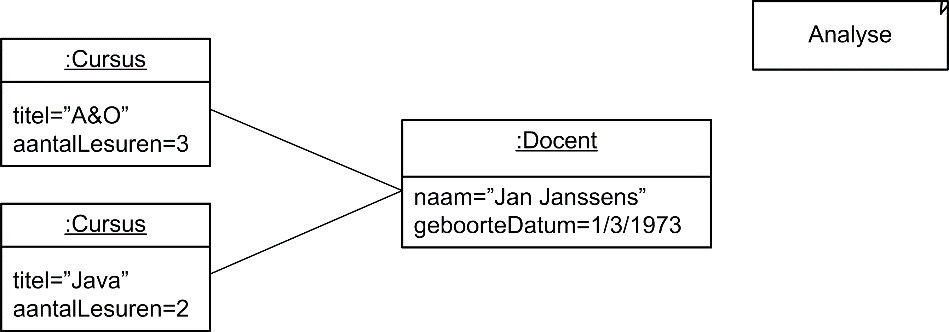 Analyse
:Cursus
titel=”A&O”
aantalLesuren=3
:Docent
naam=”Jan Janssens”
geboorteDatum=1/3/1973
:Cursus
titel=”Java”
aantalLesuren=2